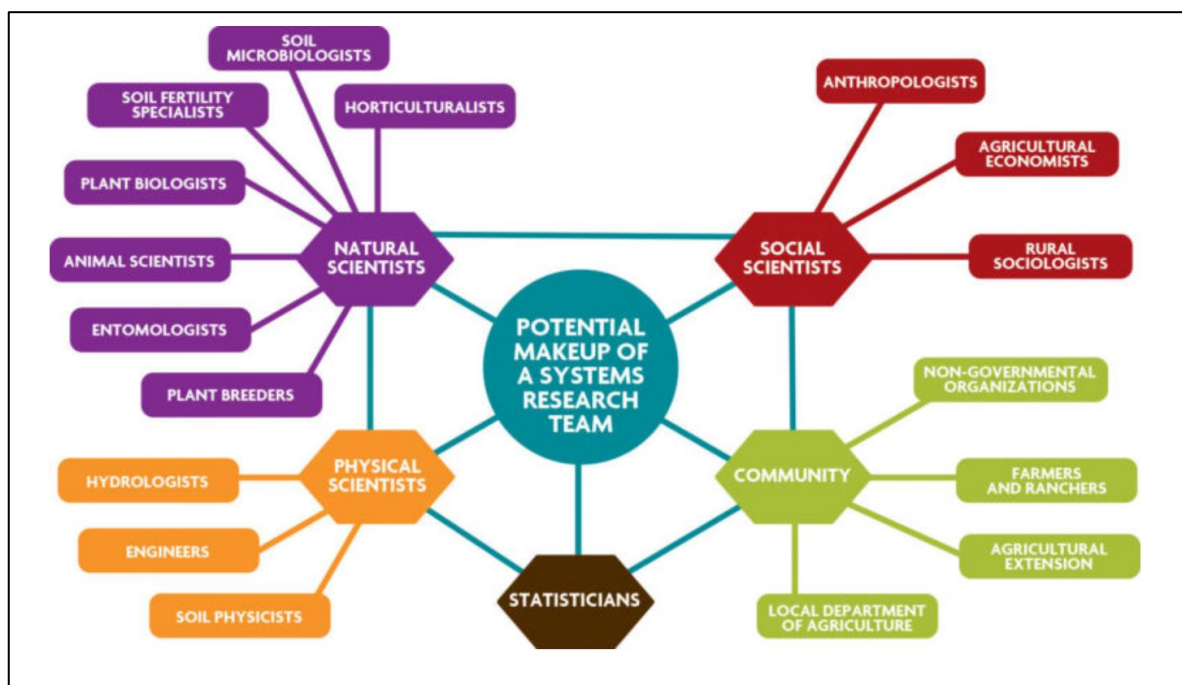 SOIL
MICROBIOLOGISTS
SOIL FERTILITY
SPECIALISTS
HORTICULTURALISTS
PLANT BIOLOGISTS
ANIMAL SCIENTISTS
ENTOMOLOGISTS
PLANT BREEDERS
NATURAL
SCIENTISTS
ANTHROPOLOGISTS
AGRICULTURAL
ECONOMISTS
RURAL
SOCIOLOGISTS
SOCIAL
SCIENTISTS
POTENTIAL
MAKEUP OF
A SYSTEMS
RESEARCH
TEAM
PHYSICAL
SCIENTISTS
HYDROLOGISTS
ENGINEERS
SOIL PHYSICISTS
STATISTICIANS
COMMUNITY
NON-GOVERNMENTAL
ORGANIZATIONS
FARMERS
AND RANCHERS
AGRICULTURAL
EXTENSION
LOCAL DEPARTMENT
OF AGRICULTURE